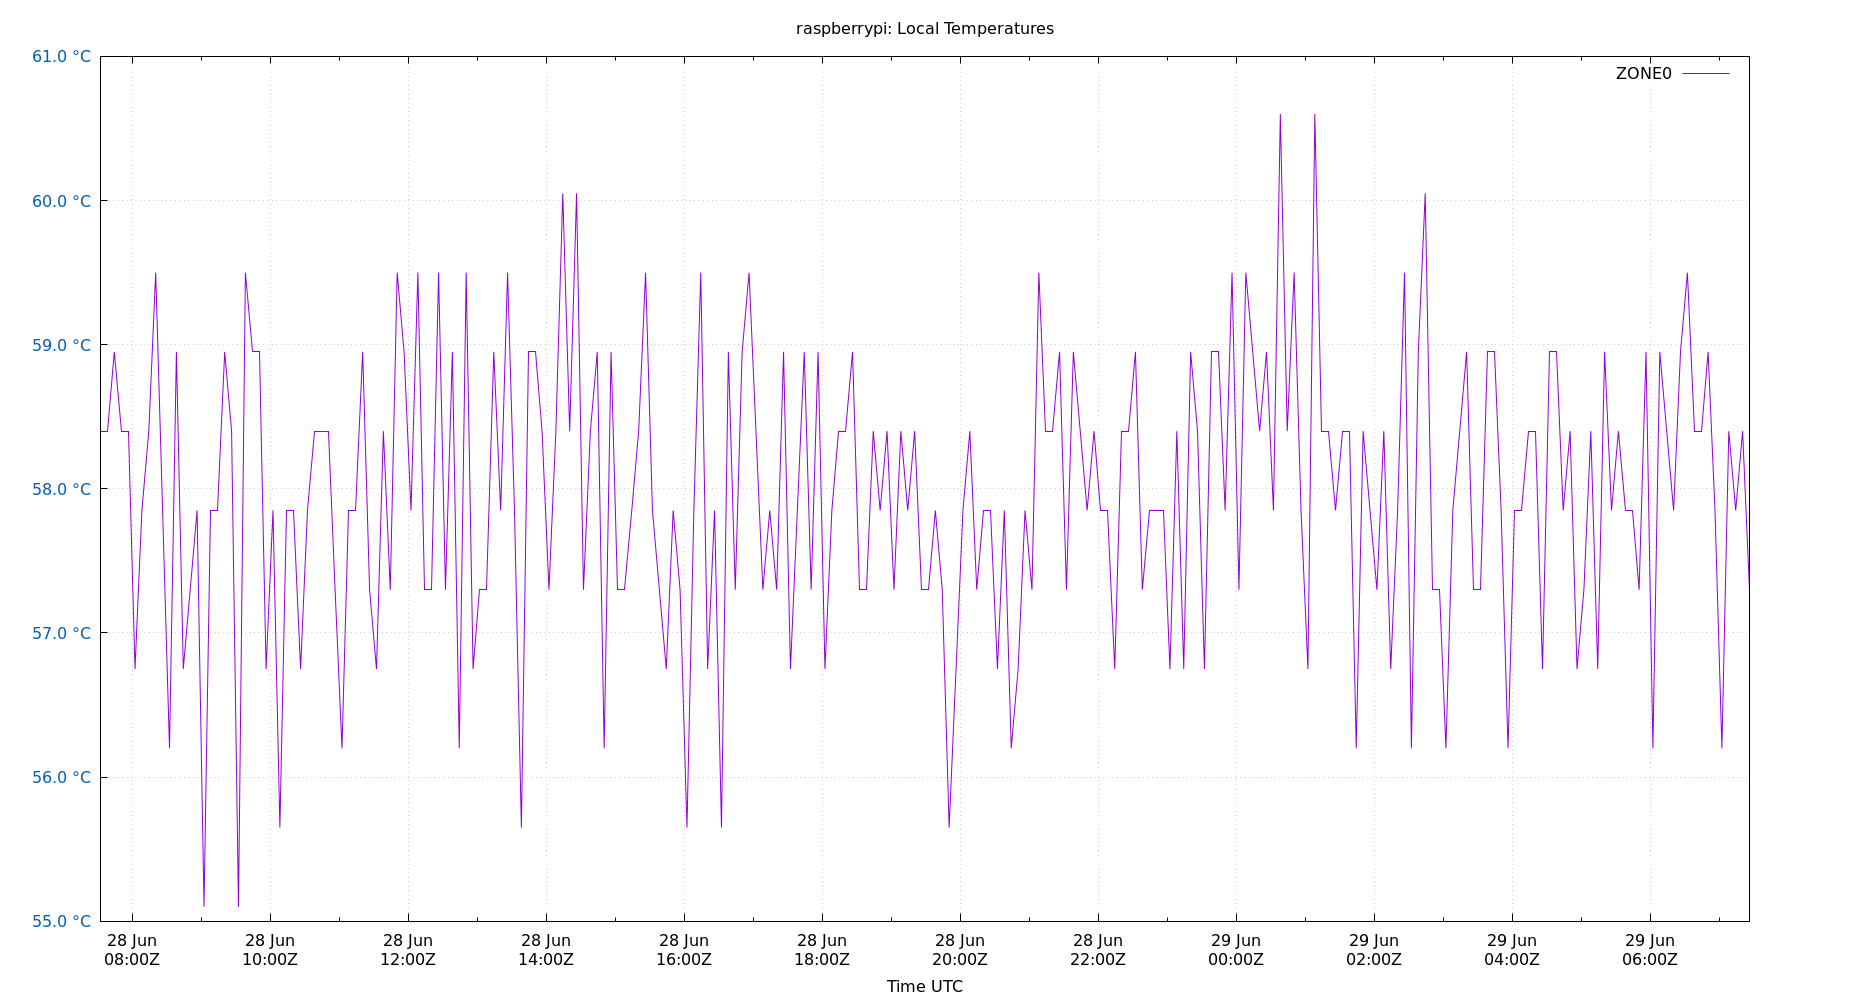 raspberrypi: Local Temperatures
61.0 °C
ZONE0
60.0 °C
59.0 °C
58.0 °C
57.0 °C
56.0 °C
55.0 °C
28 Jun 28 Jun 28 Jun 28 Jun 28 Jun 28 Jun 28 Jun 28 Jun 29 Jun 29 Jun 29 Jun 29 Jun
08:00Z 10:00Z 12:00Z 14:00Z 16:00Z 18:00Z 20:00Z 22:00Z 00:00Z 02:00Z 04:00Z 06:00Z
Time UTC